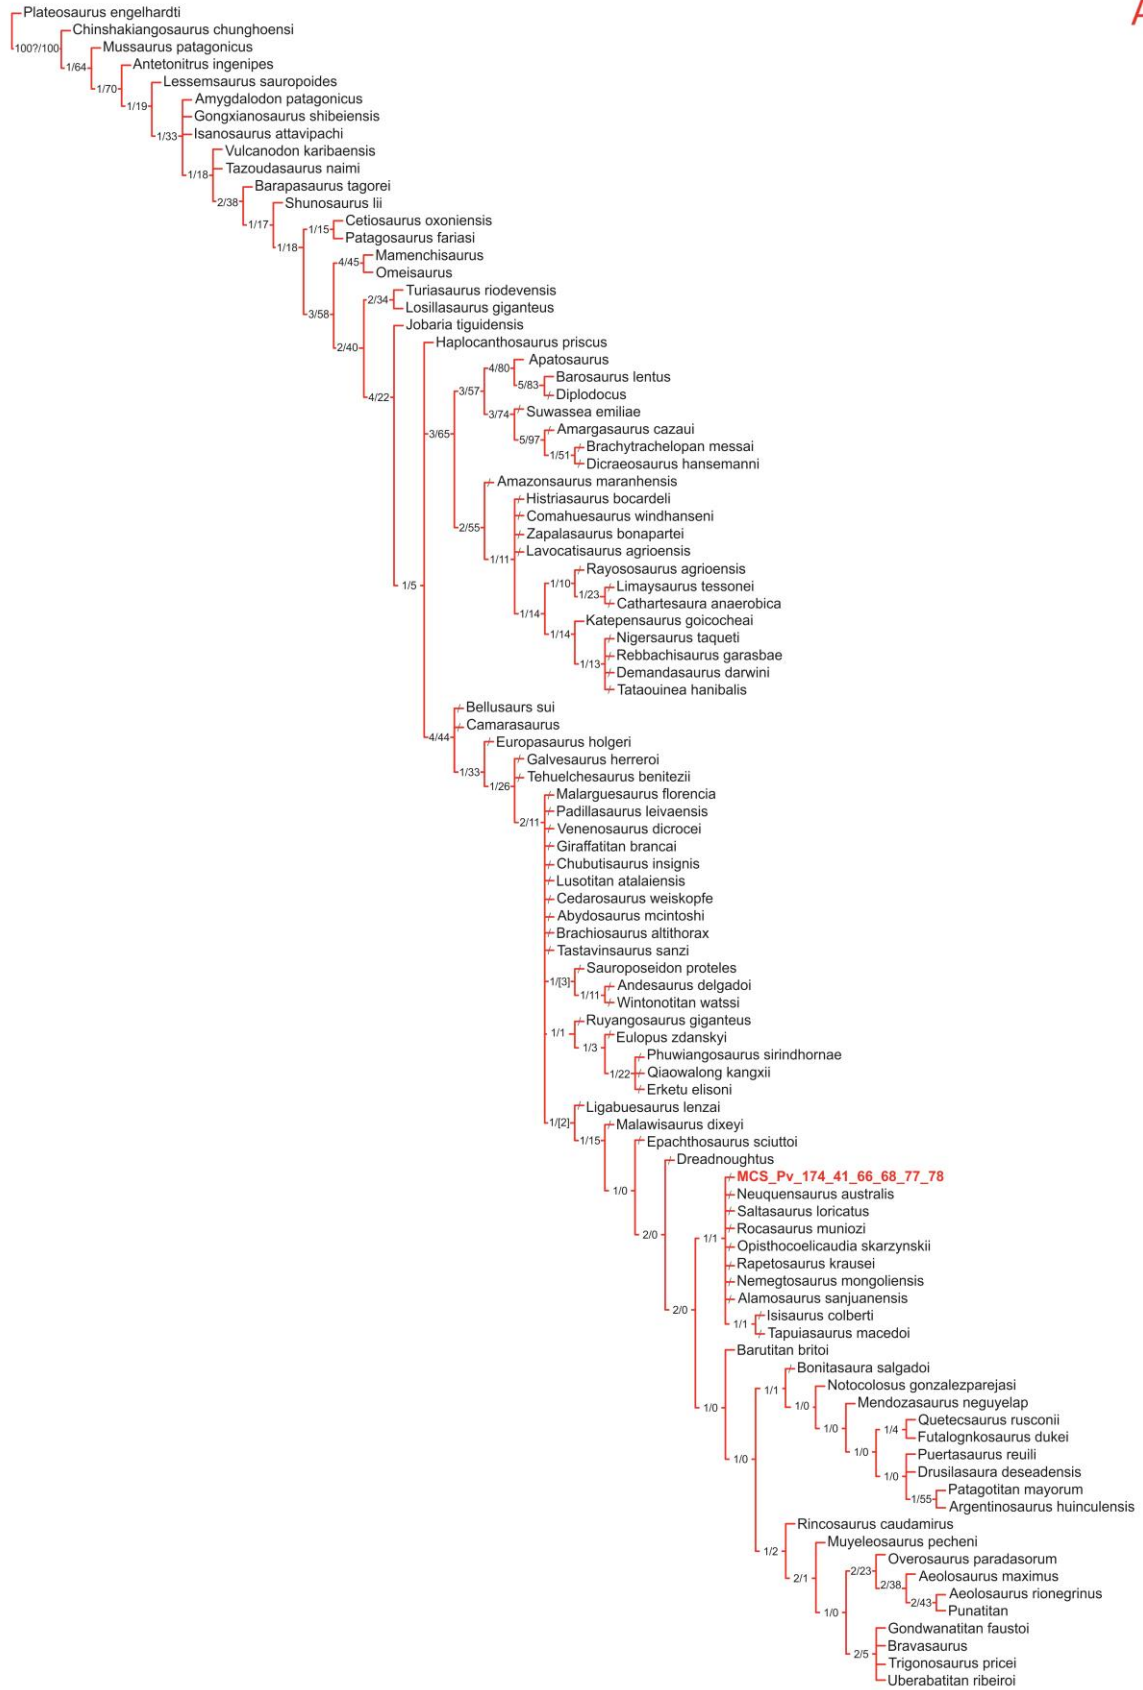 A
Plateosaurus engelhardti
Chinshakiangosaurus chunghoensi
100?/100
Mussaurus patagonicus
1/64
Antetonitrus ingenipes
1/70
Lessemsaurus sauropoides
1/19
Amygdalodon patagonicus
Gongxianosaurus shibeiensis
1/33
Isanosaurus attavipachi
Vulcanodon karibaensis
Tazoudasaurus naimi
1/18
Barapasaurus tagorei
2/38
Shunosaurus lii
1/17
Cetiosaurus oxoniensis
1/15
Patagosaurus fariasi
1/18
Mamenchisaurus
4/45
Omeisaurus
Turiasaurus riodevensis
2/34
Losillasaurus giganteus
3/58
Jobaria tiguidensis
Haplocanthosaurus priscus
2/40
Apatosaurus
4/80
Barosaurus lentus
5/83
3/57
Diplodocus
4/22
Suwassea emiliae
3/74
Amargasaurus cazaui
3/65
5/97
Brachytrachelopan messai
1/51
Dicraeosaurus hansemanni
Amazonsaurus maranhensis
Histriasaurus bocardeli
Comahuesaurus windhanseni
2/55
Zapalasaurus bonapartei
Lavocatisaurus agrioensis
1/11
Rayososaurus agrioensis
1/5
1/10
Limaysaurus tessonei
1/23
Cathartesaura anaerobica
1/14
Katepensaurus goicocheai
1/14
Nigersaurus taqueti
Rebbachisaurus garasbae
1/13
Demandasaurus darwini
Tataouinea hanibalis
Bellusaurs sui
Camarasaurus
4/44
Europasaurus holgeri
Galvesaurus herreroi
1/33
Tehuelchesaurus benitezii
1/26
Malarguesaurus florencia
Padillasaurus leivaensis
2/11
Venenosaurus dicrocei
Giraffatitan brancai
Chubutisaurus insignis
Lusotitan atalaiensis
Cedarosaurus weiskopfe
Abydosaurus mcintoshi
Brachiosaurus altithorax
Tastavinsaurus sanzi
Sauroposeidon proteles
1/[3]
Andesaurus delgadoi
1/11
Wintonotitan watssi
Ruyangosaurus giganteus
1/1
Eulopus zdanskyi
1/3
Phuwiangosaurus sirindhornae
1/22
Qiaowalong kangxii
Erketu elisoni
Ligabuesaurus lenzai
1/[2]
Malawisaurus dixeyi
1/15
Epachthosaurus sciuttoi
Dreadnoughtus
MCS_Pv_174_41_66_68_77_78
1/0
Neuquensaurus australis
Saltasaurus loricatus
Rocasaurus muniozi
2/0
1/1
Opisthocoelicaudia skarzynskii
Rapetosaurus krausei
Nemegtosaurus mongoliensis
Alamosaurus sanjuanensis
2/0
Isisaurus colberti
1/1
Tapuiasaurus macedoi
Barutitan britoi
Bonitasaura salgadoi
Notocolosus gonzalezparejasi
1/1
Mendozasaurus neguyelap
1/0
1/0
Quetecsaurus rusconii
1/0
1/4
Futalognkosaurus dukei
1/0
Puertasaurus reuili
1/0
Drusilasaura deseadensis
1/0
Patagotitan mayorum
1/55
Argentinosaurus huinculensis
Rincosaurus caudamirus
Muyeleosaurus pecheni
1/2
Overosaurus paradasorum
2/23
Aeolosaurus maximus
2/1
2/38
Aeolosaurus rionegrinus
2/43
Punatitan
1/0
Gondwanatitan faustoi
Bravasaurus
2/5
Trigonosaurus pricei
Uberabatitan ribeiroi